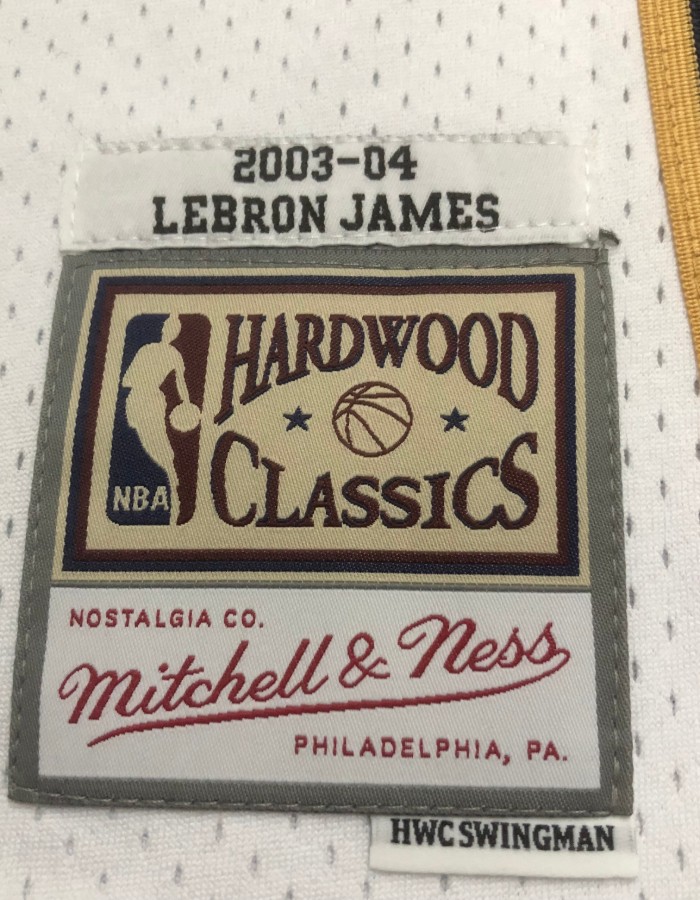 2003-04
LEBRON JAMES
HARDWOOD
CLASSICS
NBA
NOSTALGIA CO.
Mitchell & Ness
PHILADELPHIA, PA.
HWC SWINGMAN